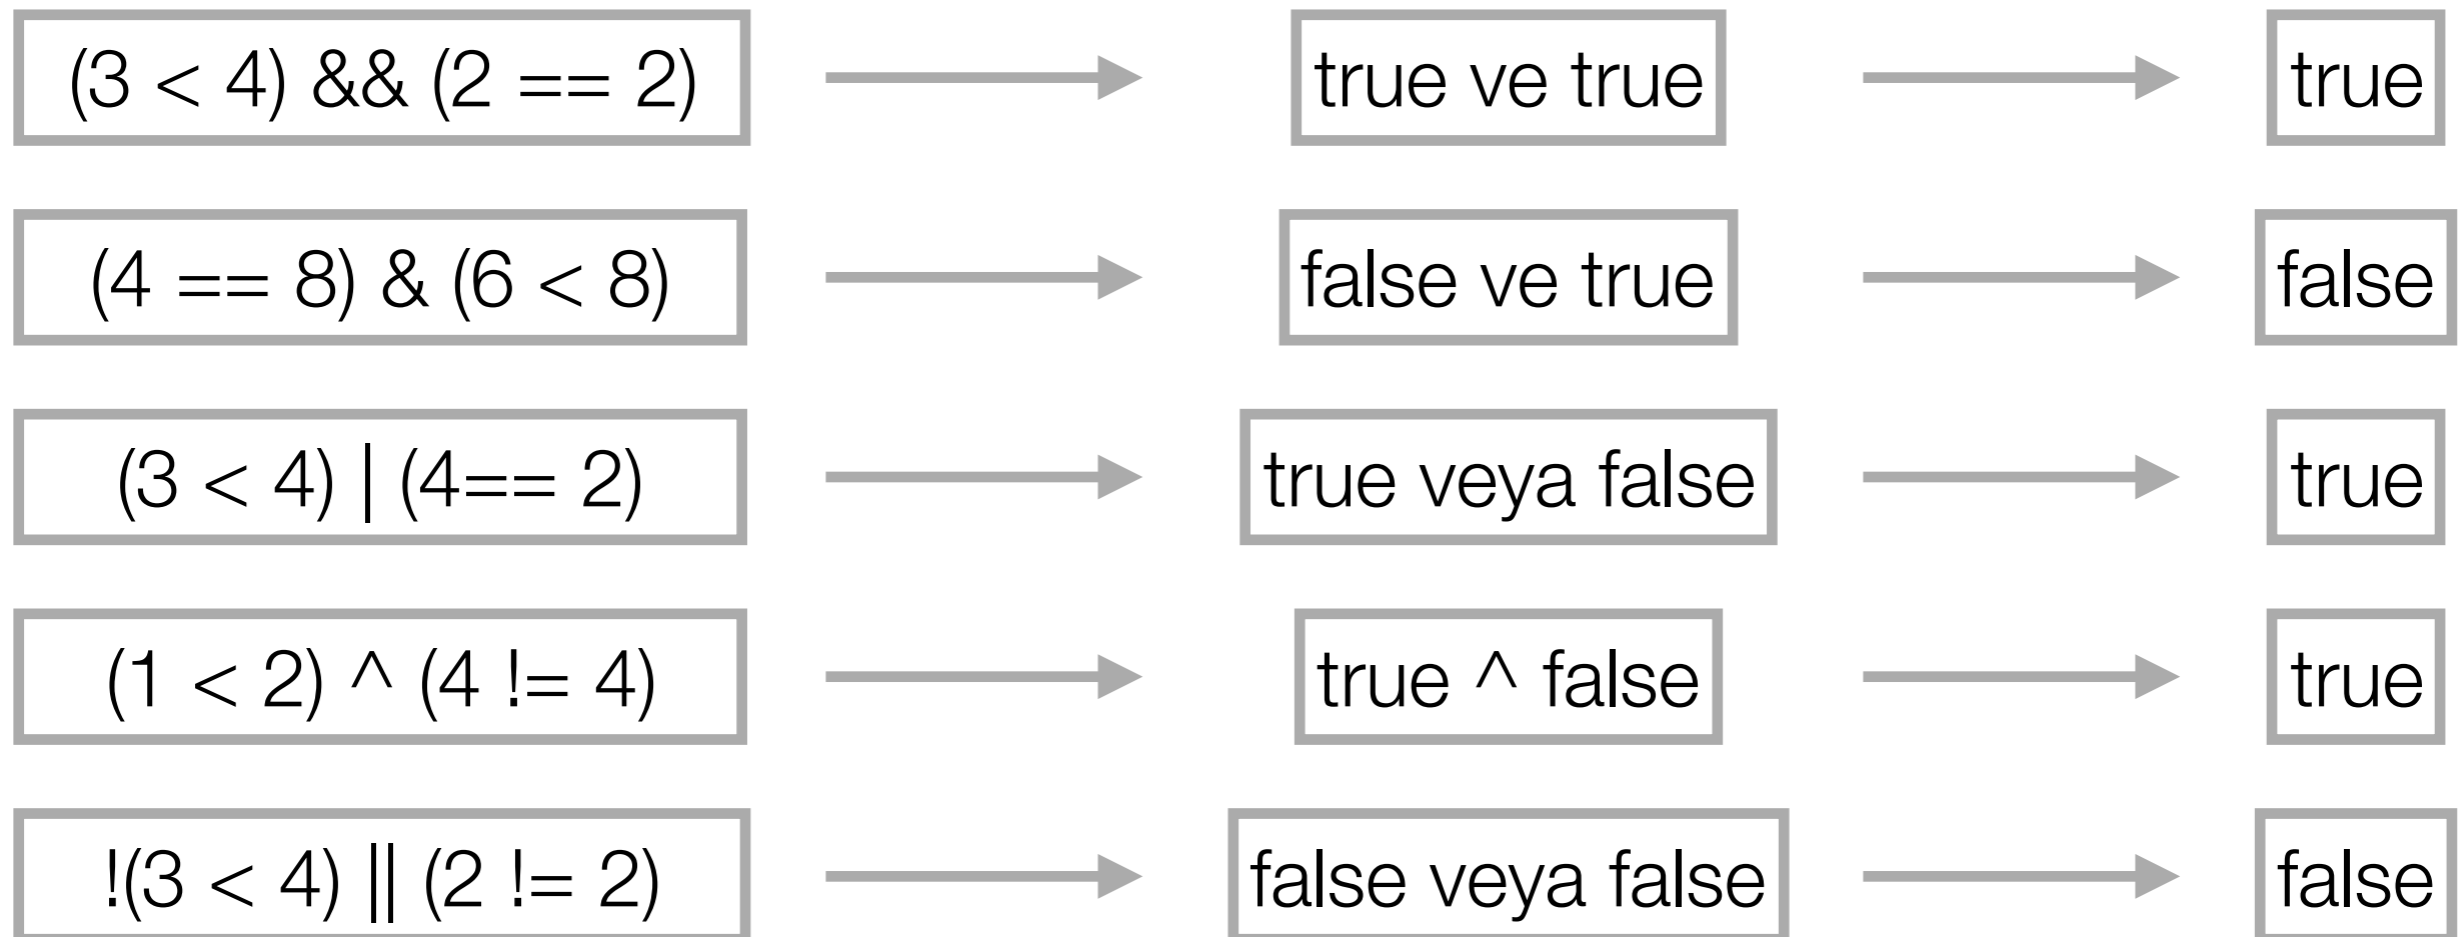 (3 < 4) && (2 == 2) true ve true true
(4 == 8) & (6 < 8) false ve true false
(3 < 4) | (4== 2) true veya false true
(1 < 2) ^ (4 != 4) true ^ false true
!(3 < 4) || (2 != 2) false veya false false